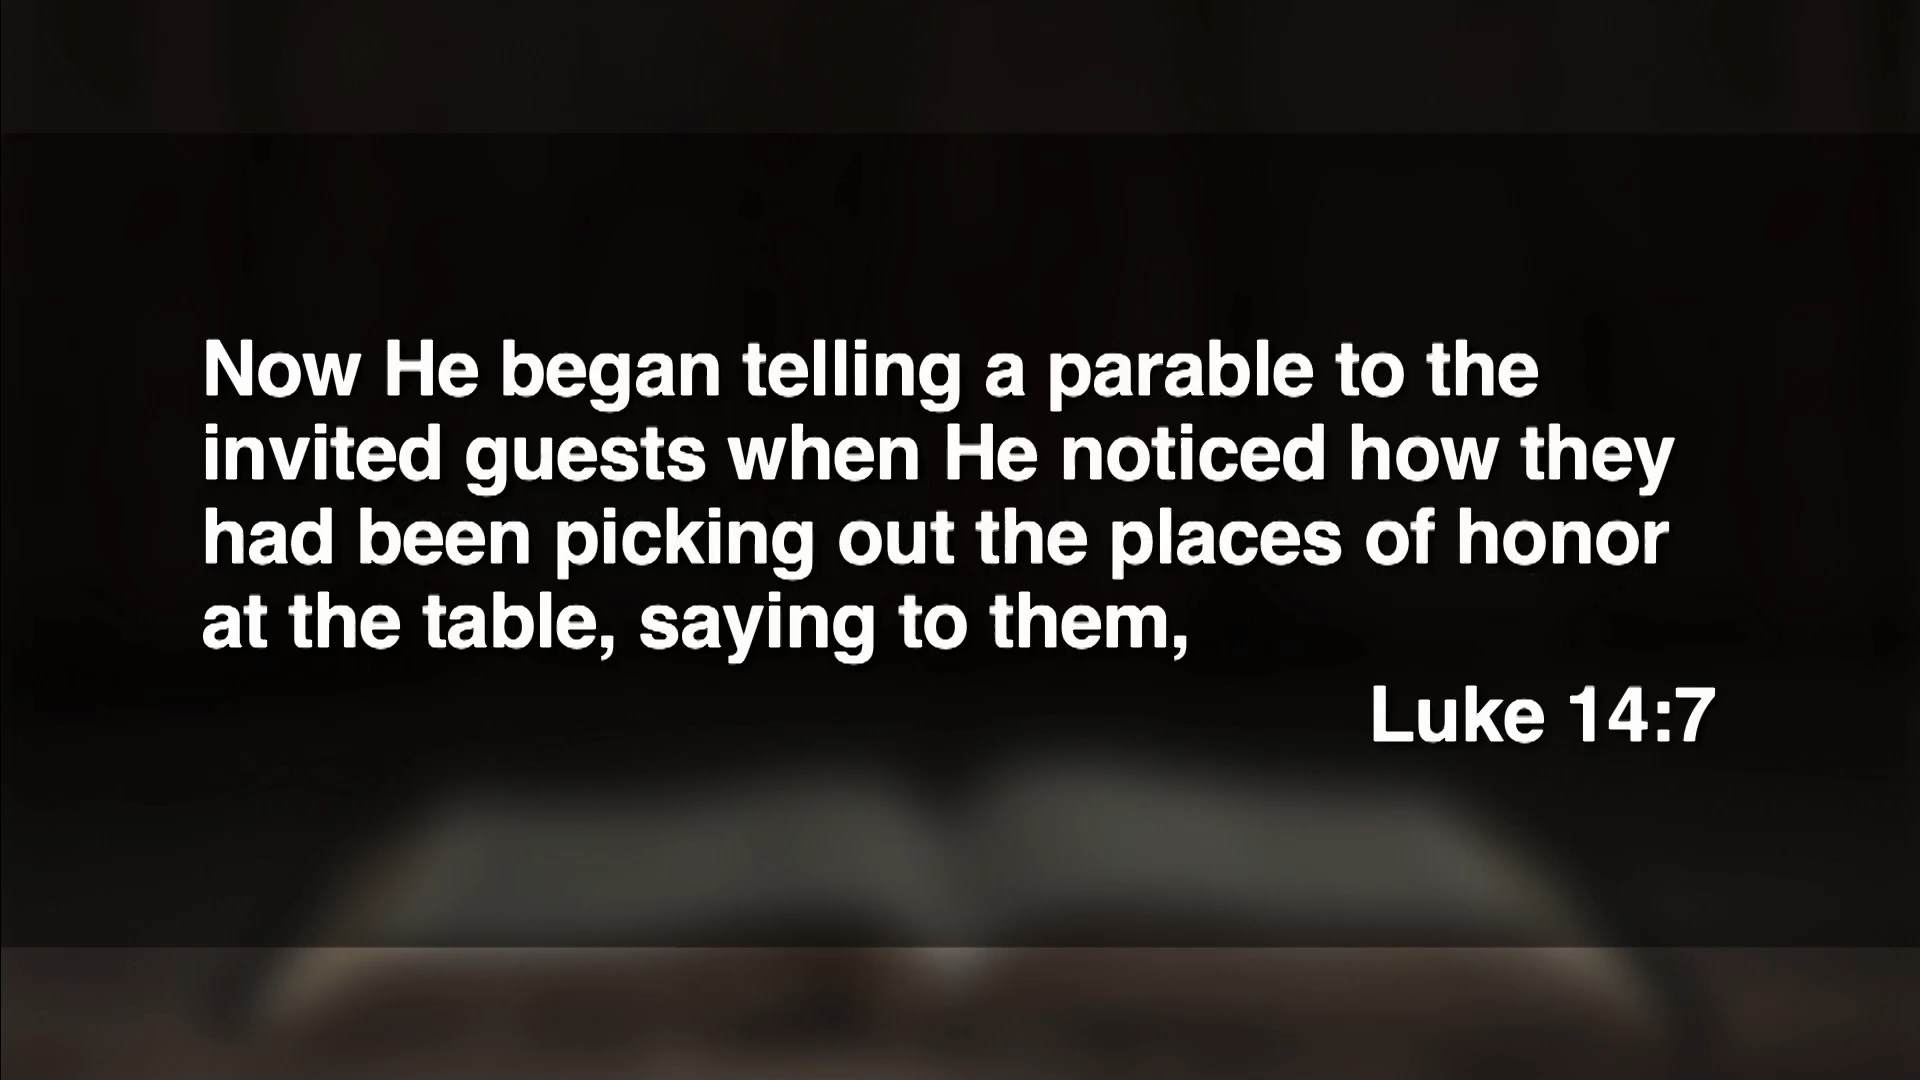 Now He began telling a parable to the
invited guests when He noticed how they
had been picking out the places of honor
at the table, saying to them,
Luke 14:7